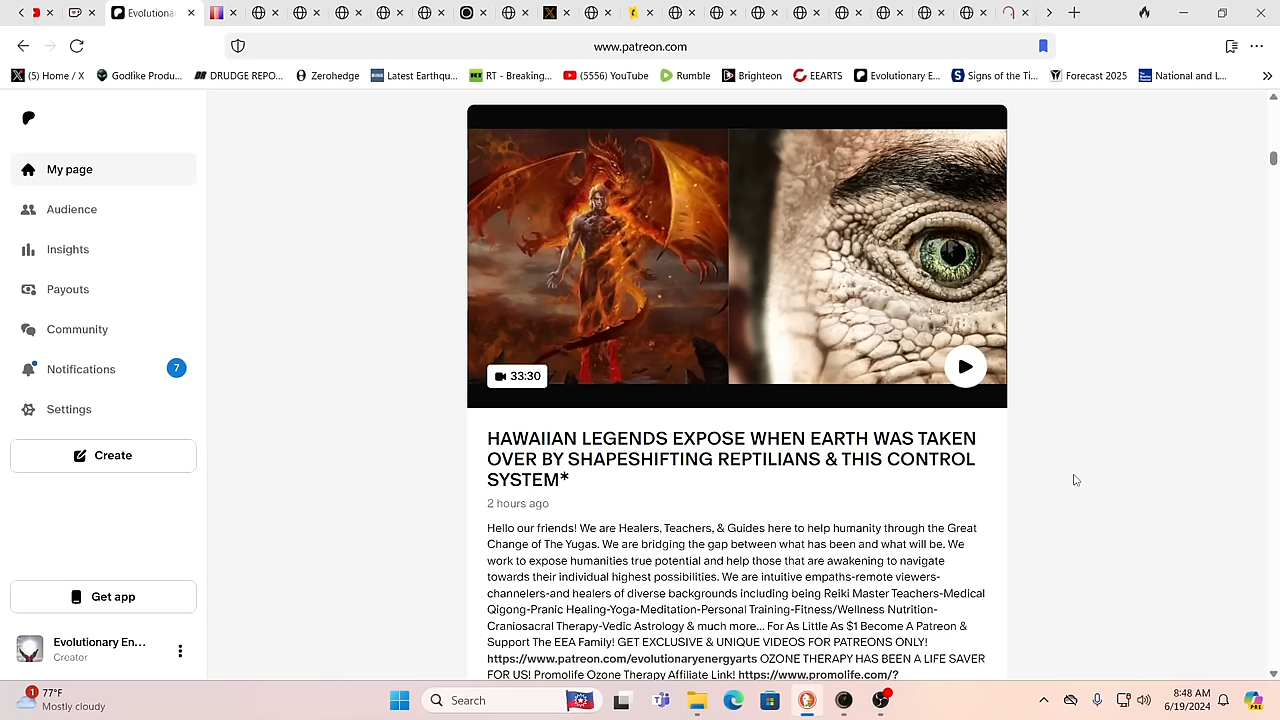 Evolutiona
www.patreon.com
(5) Home / X
Godlike Produ...
DRUDGE REPO...
Zerohedge
Latest Earthqu...
RT - Breaking...
(5556) YouTube
Rumble
Brighteon
EEARTS
Evolutionary E...
Signs of the Ti...
Forecast 2025
National and L...
My page
Audience
Insights
Payouts
Community
Notifications
7
Settings
Create
Get app
Evolutionary En...
Creator
33:30
HAWAIIAN LEGENDS EXPOSE WHEN EARTH WAS TAKEN
OVER BY SHAPESHIFTING REPTILIANS & THIS CONTROL
SYSTEM*
2 hours ago
Hello our friends! We are Healers, Teachers, & Guides here to help humanity through the Great
Change of The Yugas. We are bridging the gap between what has been and what will be. We
work to expose humanities true potential and help those that are awakening to navigate
towards their individual highest possibilities. We are intuitive empaths-remote viewers-
channelers-and healers of diverse backgrounds including being Reiki Master Teachers-Medical
Qigong-Pranic Healing-Yoga-Meditation-Personal Training-Fitness/Wellness Nutrition-
Craniosacral Therapy-Vedic Astrology & much more... For As Little As $1 Become A Patreon &
Support The EEA Family! GET EXCLUSIVE & UNIQUE VIDEOS FOR PATREONS ONLY!
https://www.patreon.com/evolutionaryenergyarts OZONE THERAPY HAS BEEN A LIFE SAVER
FOR US! Promolife Ozone Therapy Affiliate Link! https://www.promolife.com/?
1
77°F
Mostly cloudy
Search
8:48 AM
6/19/2024